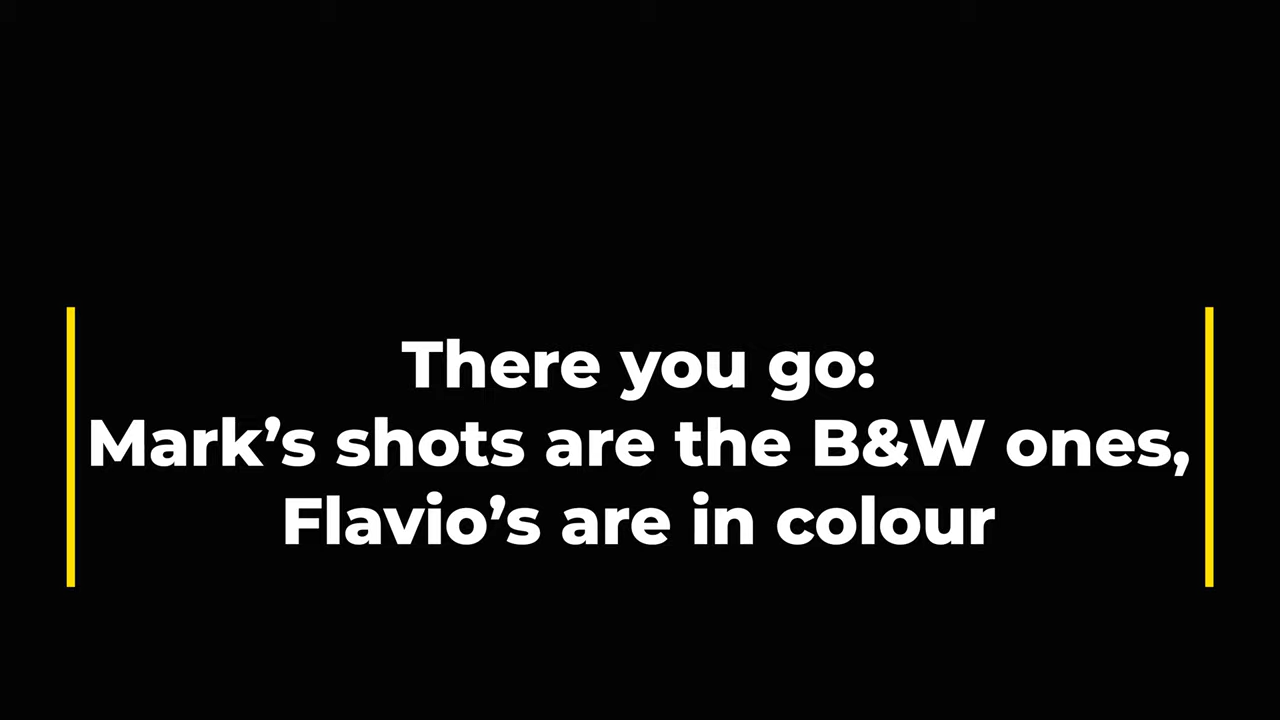 There you go:
Mark’s shots are the B&W ones,
Flavio’s are in colour